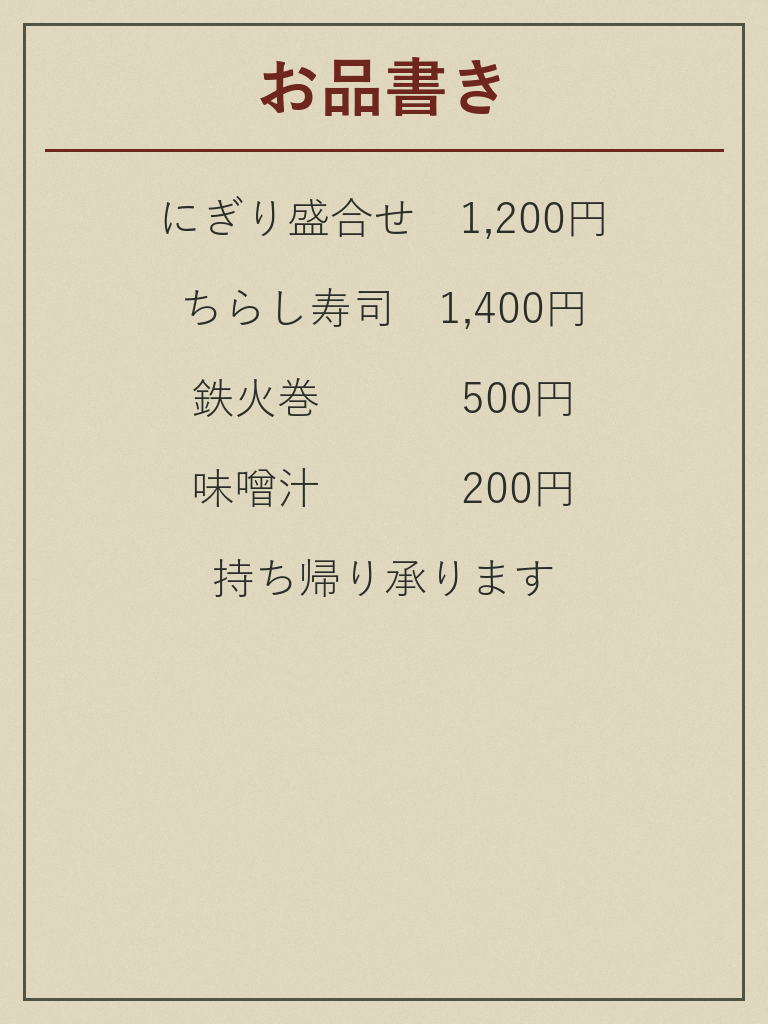 お品書き
にぎり盛合せ　1,200円
ちらし寿司　1,400円
鉄火巻　　　500円
味噌汁　　　200円
持ち帰り承ります